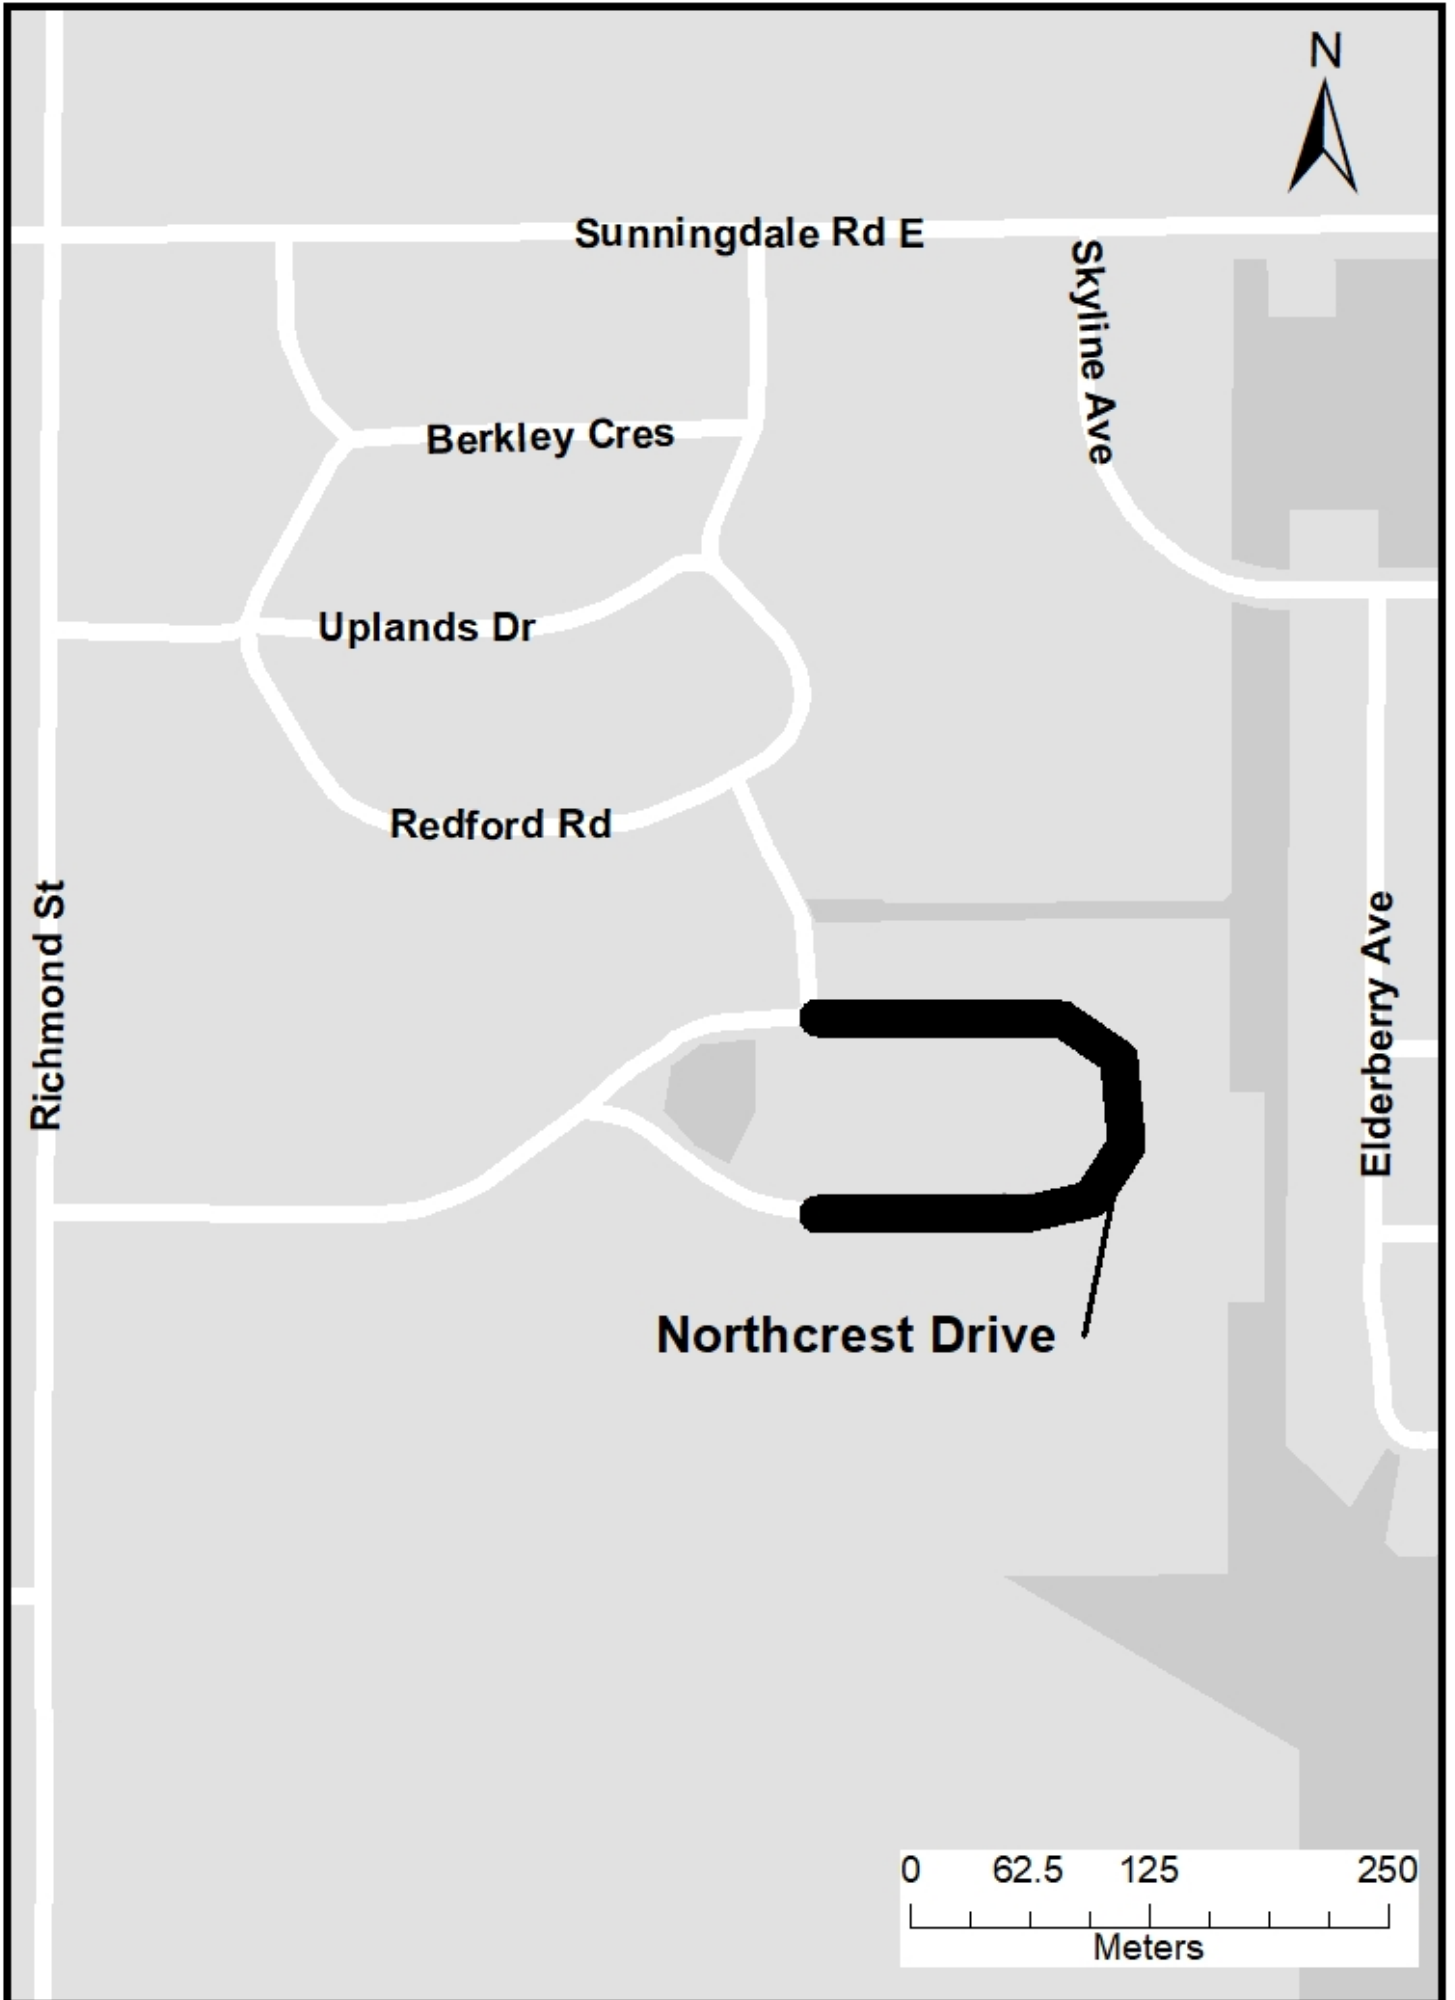 N
Sunningdale Rd E
Skyline Ave
Berkley Cres
Uplands Dr
Redford Rd
Richmond St
Elderberry Ave
Northcrest Drive
0 62.5 125 250
Meters